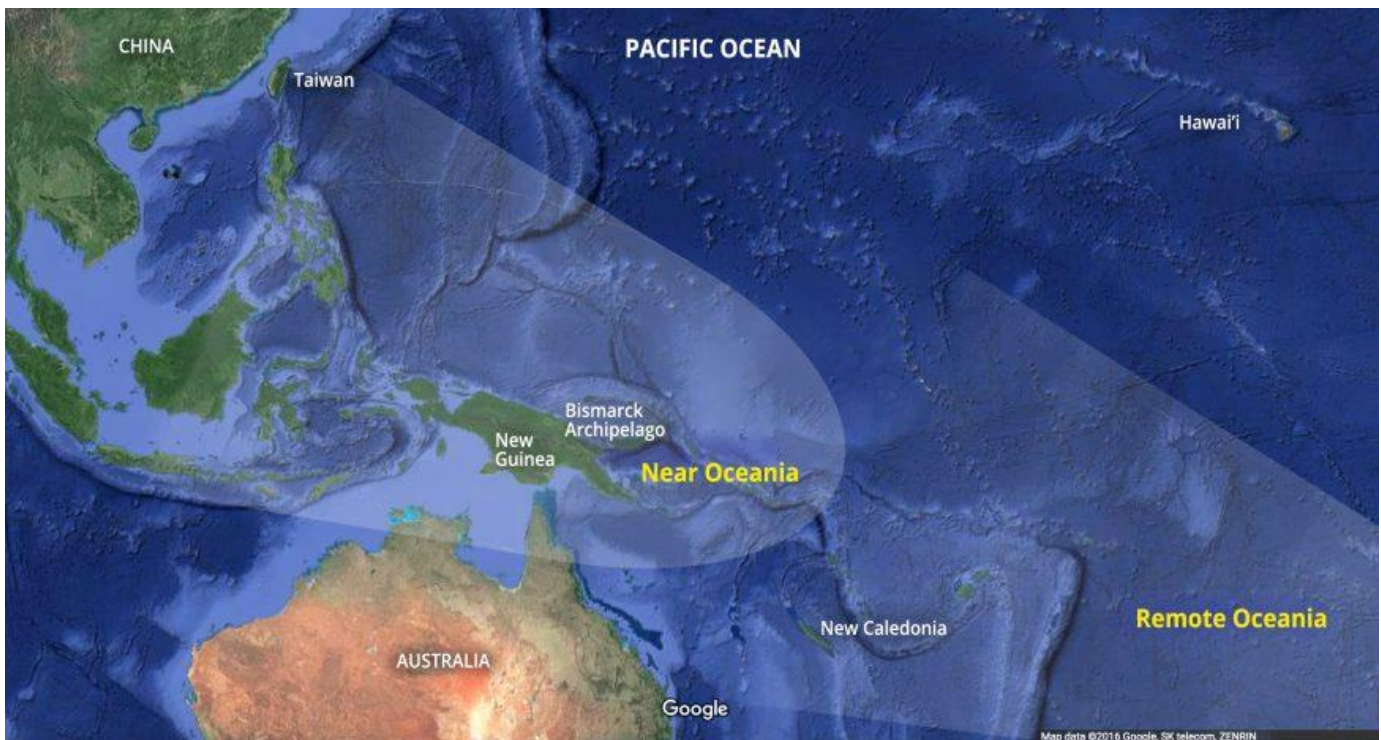 CHINA
PACIFIC OCEAN
Taiwan
Hawai'i
Bismarck
Archipelago
New
Guinea
Near Oceania
Remote Oceania
New Caledonia
AUSTRALIA
Google
Map data ©2016 Google, SK telecom, ZENRIN